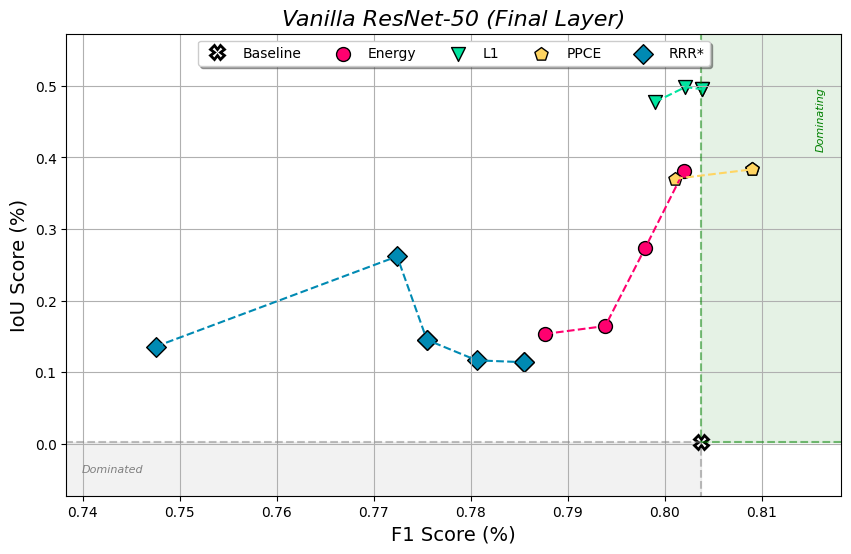 Vanilla ResNet-50 (Final Layer)
Baseline Energy L1 PPCE RRR*
Dominating
Dominated
IoU Score (%)
0.5
0.4
0.3
0.2
0.1
0.0
0.74 0.75 0.76 0.77 0.78 0.79 0.80 0.81
F1 Score (%)